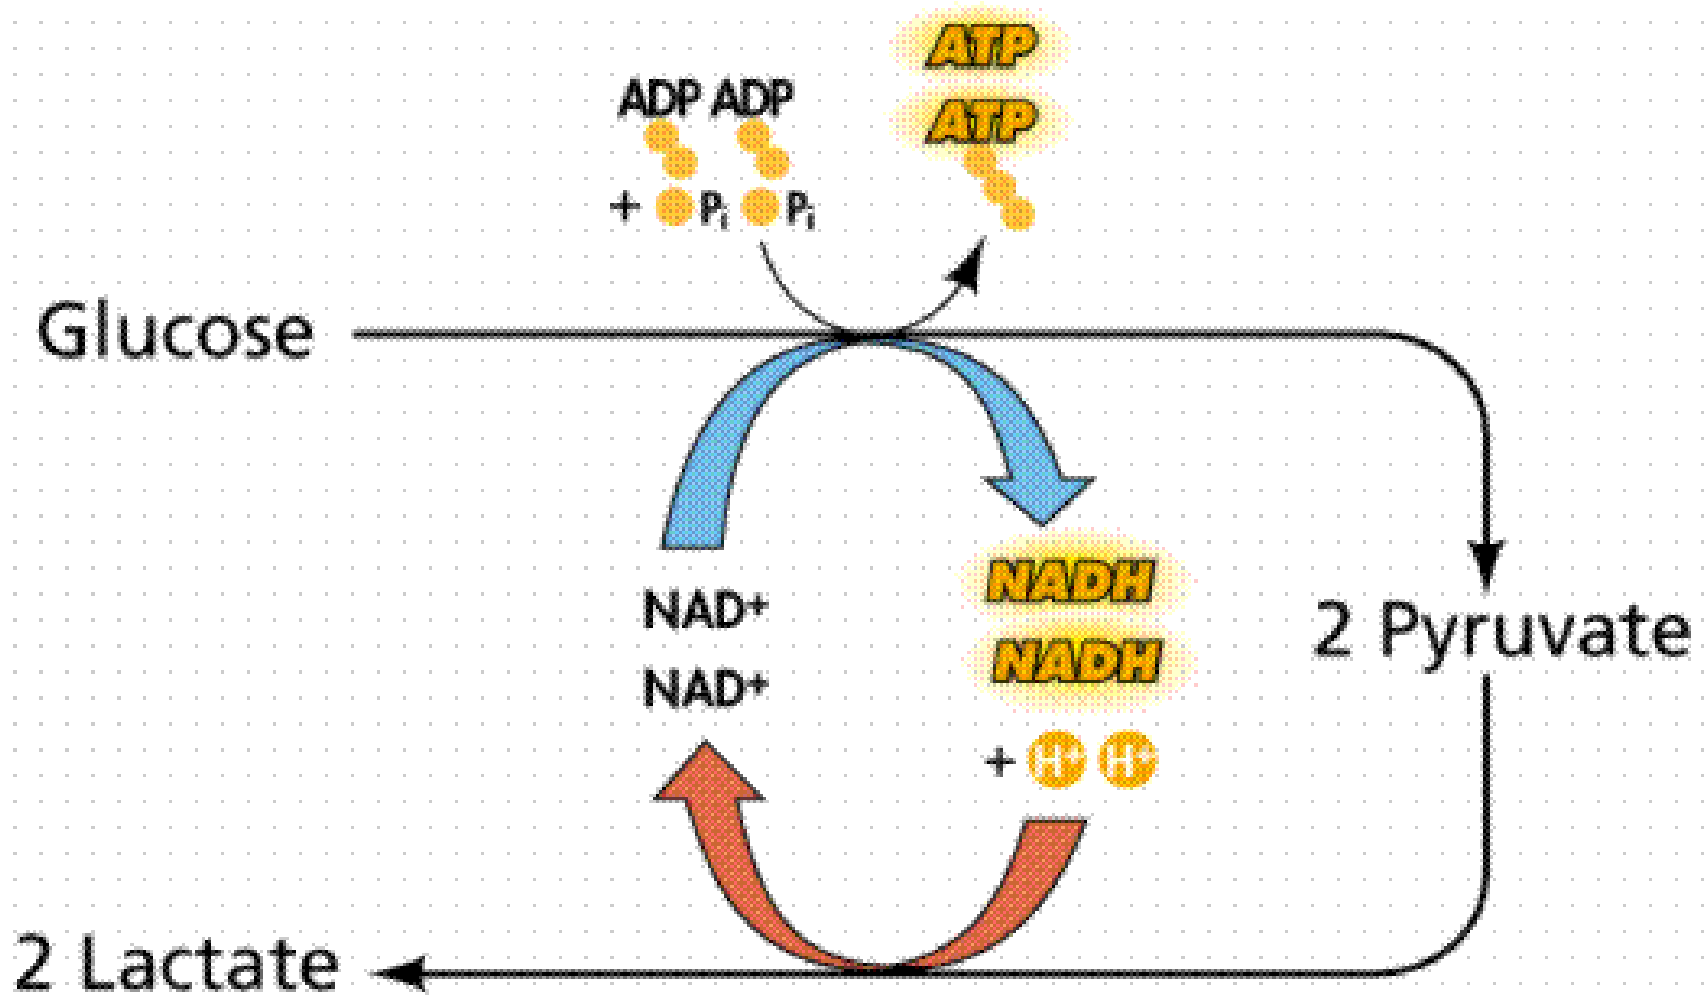 ATP
ATP
ADP ADP
+ Pi Pi
Glucose
NAD+
NAD+
NADH
NADH
+ H+ H+
2 Pyruvate
2 Lactate